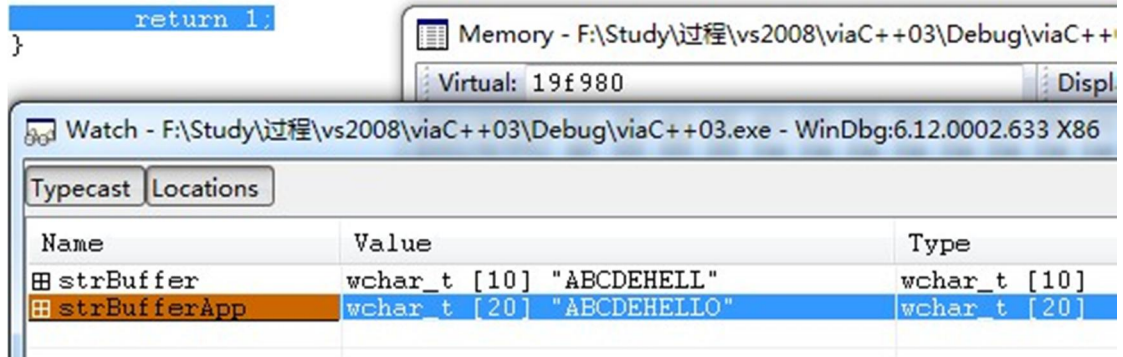 return 1;
}
Memory - F:\Study\过程\vs2008\viaC++03\Debug\viaC++
Virtual: 19f980 Displ
Watch - F:\Study\过程\vs2008\viaC++03\Debug\viaC++03.exe - WinDbg:6.12.0002.633 X86
Typecast Locations
Name Value Type
strBuffer wchar_t [10] "ABCDEHELL" wchar_t [10]
strBufferApp wchar_t [20] "ABCDEHELLO" wchar_t [20]